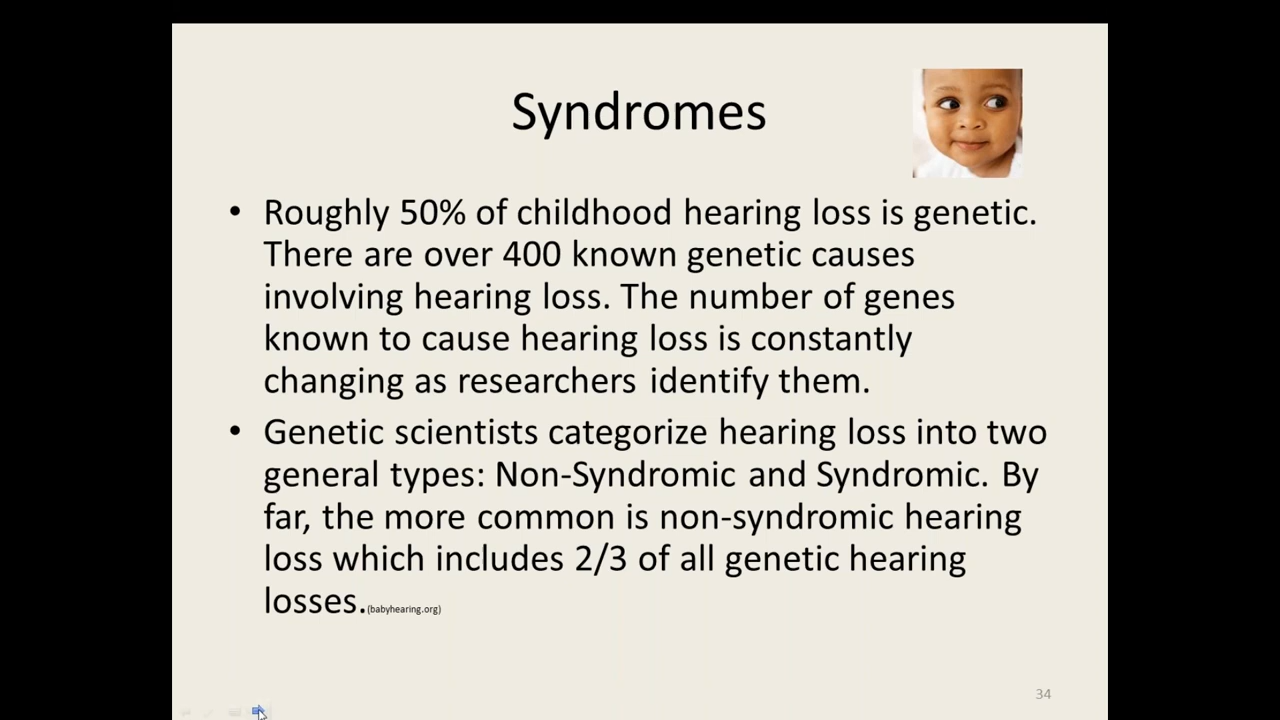 Syndromes
• Roughly 50% of childhood hearing loss is genetic.
There are over 400 known genetic causes
involving hearing loss. The number of genes
known to cause hearing loss is constantly
changing as researchers identify them.
• Genetic scientists categorize hearing loss into two
general types: Non-Syndromic and Syndromic. By
far, the more common is non-syndromic hearing
loss which includes 2/3 of all genetic hearing
losses.(babyhearing.org)
34